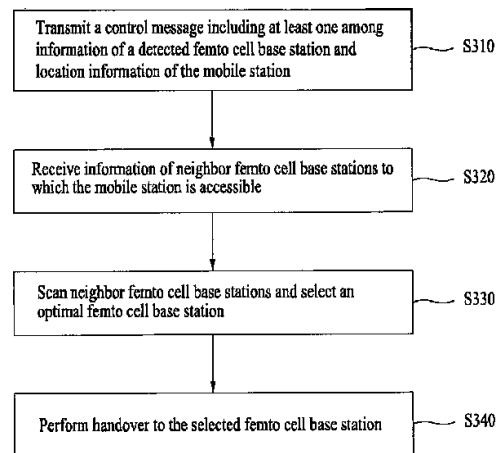 Transmit a control message including at least one among
information of a detected femto cell base station and
location information of the mobile station
S310
Receive information of neighbor femto cell base stations to
which the mobile station is accessible
S320
Scan neighbor femto cell base stations and select an
optimal femto cell base station
S330
Perform handover to the selected femto cell base station
S340